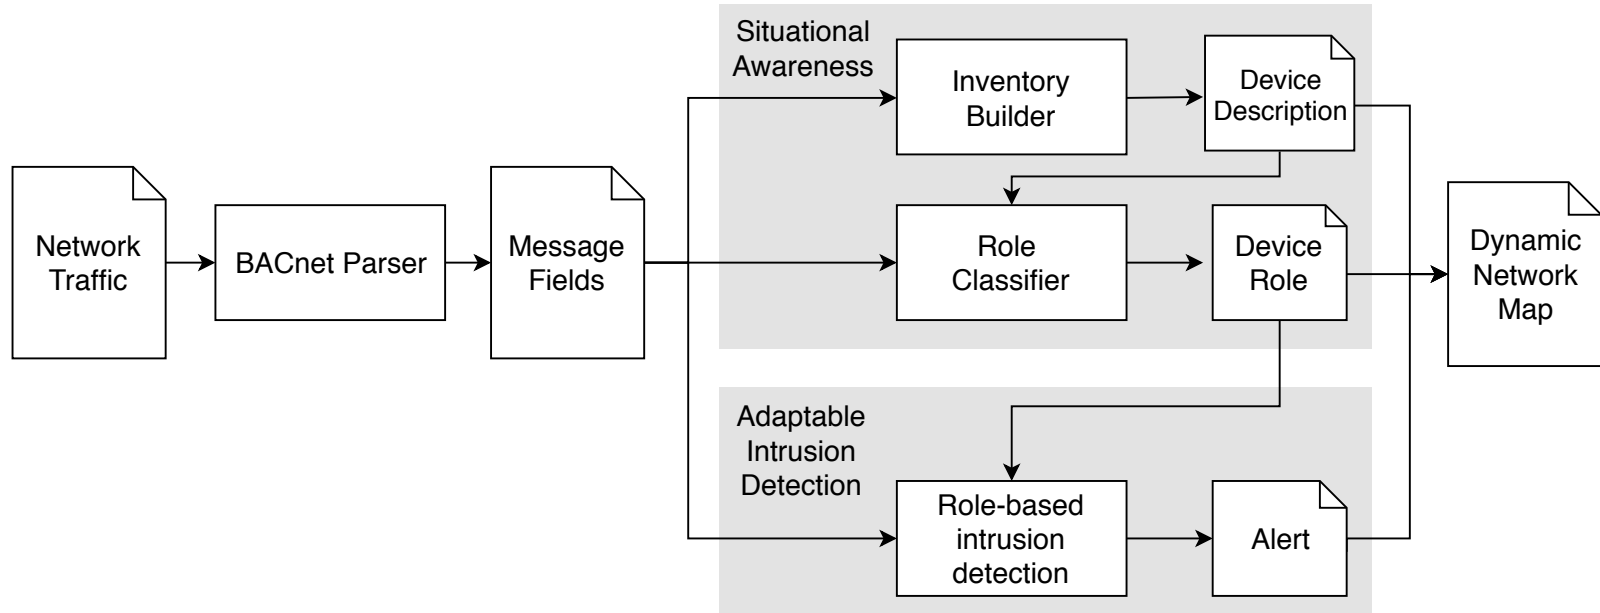 Situational
Awareness
Inventory
Builder
Device
Description
Network
Traffic
BACnet Parser
Message
Fields
Role
Classifier
Device
Role
Dynamic
Network
Map
Adaptable
Intrusion
Detection
Role-based
intrusion
detection
Alert